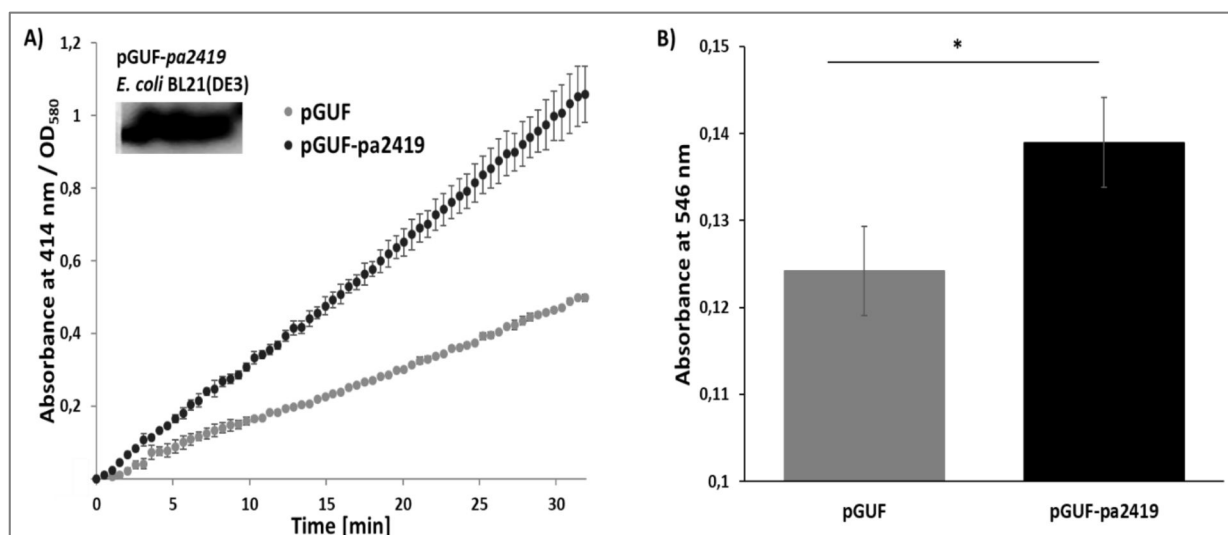 A)
1,2
pGUF-pa2419
E. coli BL21(DE3)
pGUF
pGUF-pa2419
Absorbance at 414 nm / OD580
1
0,8
0,6
0,4
0,2
0 5 10 15 20 25 30
Time [min]
B)
0,15
*
0,14
0,13
0,12
0,11
0,1
Absorbance at 546 nm
pGUF pGUF-pa2419